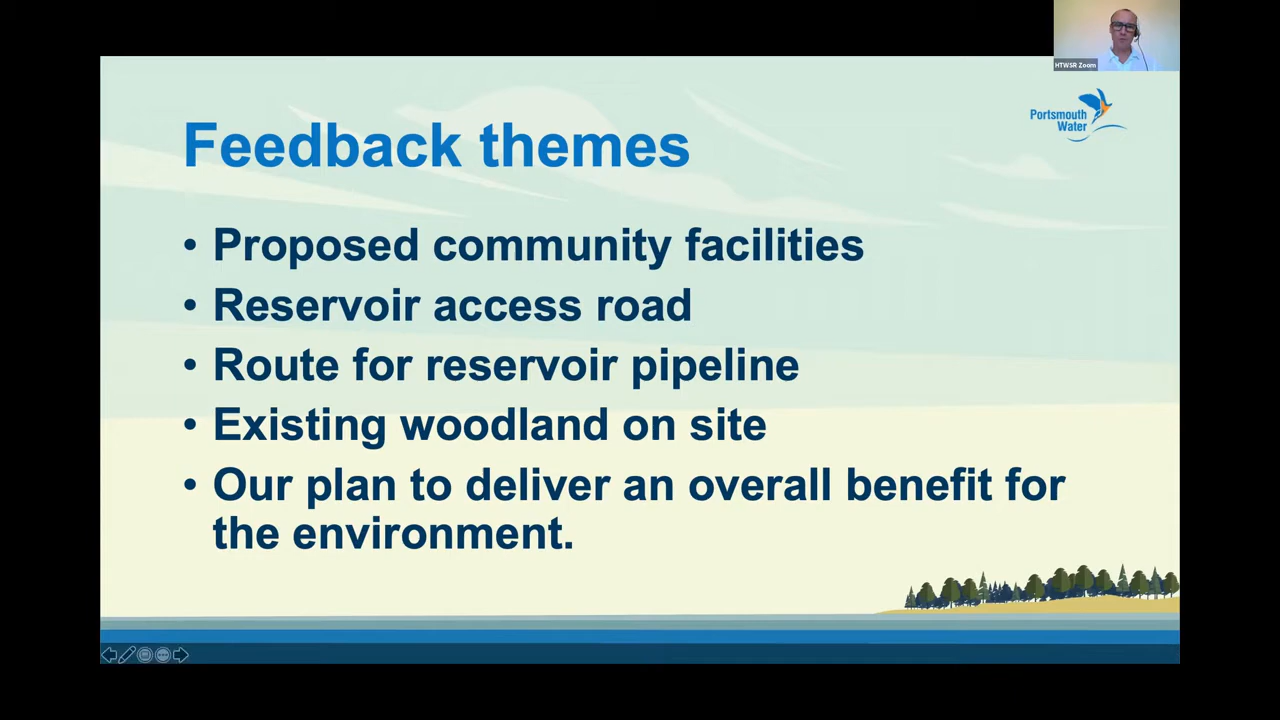 HTWSR Zoom
Portsmouth
Water
Feedback themes
• Proposed community facilities
• Reservoir access road
• Route for reservoir pipeline
• Existing woodland on site
• Our plan to deliver an overall benefit for
the environment.